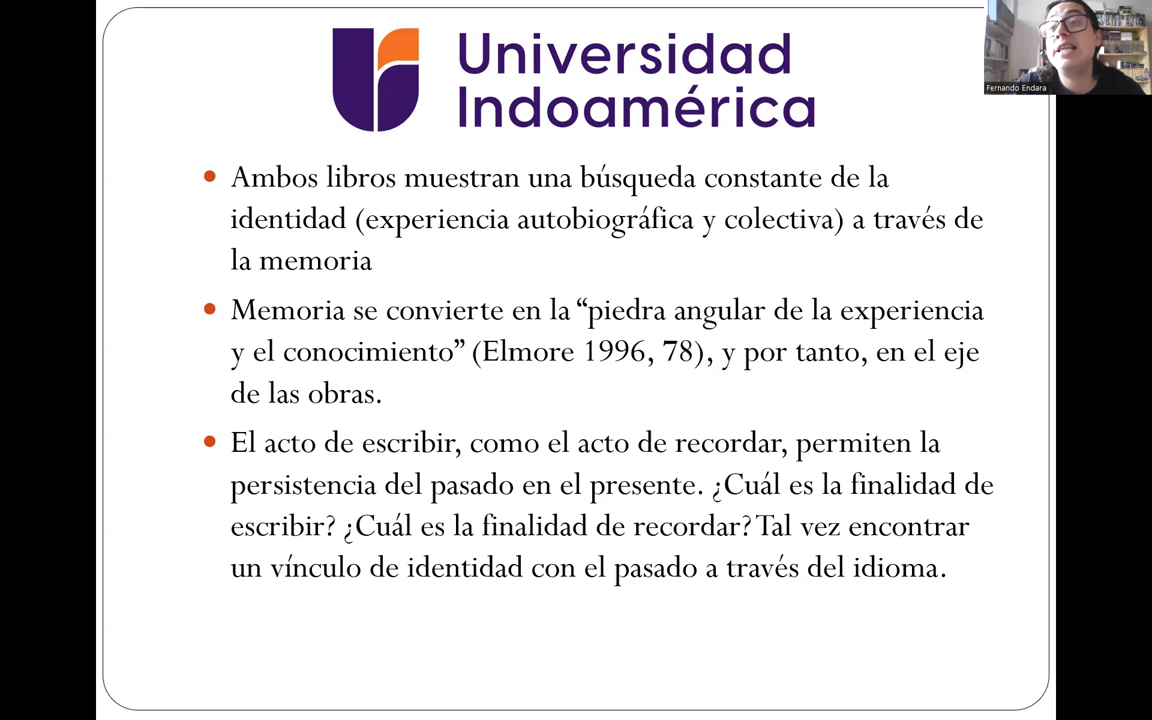 Universidad
Indoamérica
Fernando Endara
Ambos libros muestran una búsqueda constante de la
identidad (experiencia autobiográfica y colectiva) a través de
la memoria
Memoria se convierte en la “piedra angular de la experiencia
y el conocimiento” (Elmore 1996, 78), y por tanto, en el eje
de las obras.
El acto de escribir, como el acto de recordar, permiten la
persistencia del pasado en el presente. ¿Cuál es la finalidad de
escribir? ¿Cuál es la finalidad de recordar? Tal vez encontrar
un vínculo de identidad con el pasado a través del idioma.